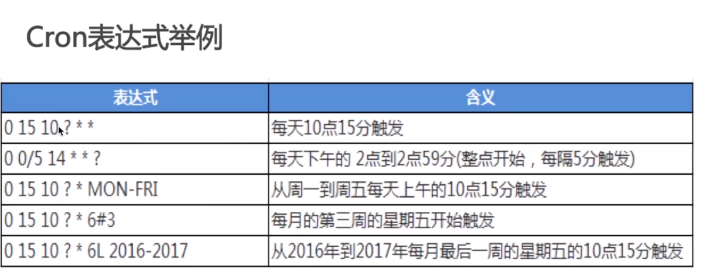 Cron表达式举例
表达式 含义
0 15 10 ? * * 每天10点15分触发
0 0/5 14 * * ? 每天下午的 2点到2点59分(整点开始，每隔5分触发)
0 15 10 ? * MON-FRI 从周一到周五每天上午的10点15分触发
0 15 10 ? * 6#3 每月的第三周的星期五开始触发
0 15 10 ? * 6L 2016-2017 从2016年到2017年每月最后一周的星期五的10点15分触发